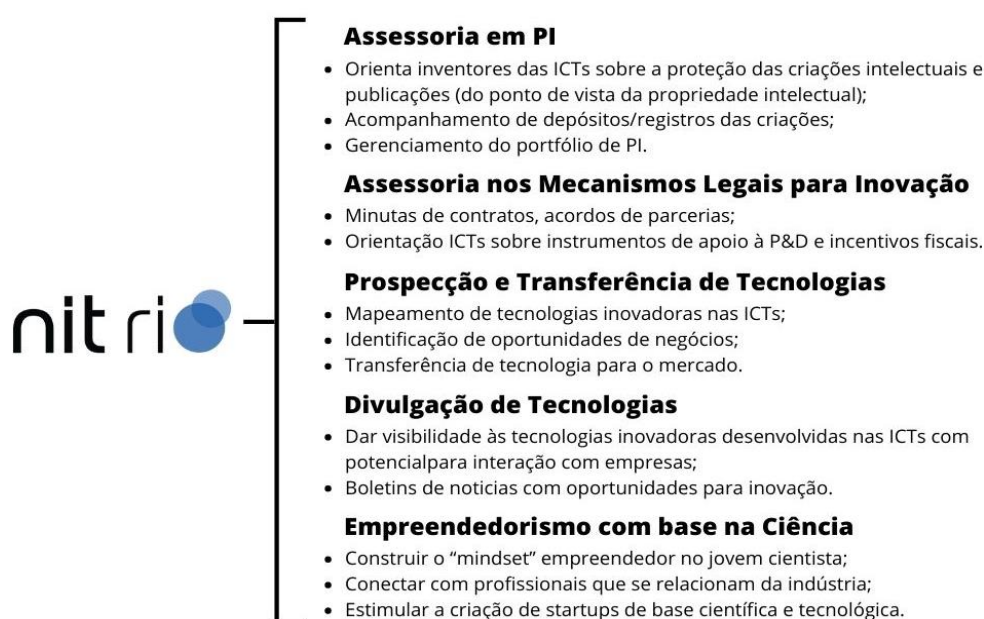 Assessoria em PI
• Orienta inventores das ICTs sobre a proteção das criações intelectuais e
publicações (do ponto de vista da propriedade intelectual);
• Acompanhamento de depósitos/registros das criações;
• Gerenciamento do portfólio de PI.
Assessoria nos Mecanismos Legais para Inovação
• Minutas de contratos, acordos de parcerias;
• Orientação ICTs sobre instrumentos de apoio à P&D e incentivos fiscais.
nit rio
Prospecção e Transferência de Tecnologias
• Mapeamento de tecnologias inovadoras nas ICTs;
• Identificação de oportunidades de negócios;
• Transferência de tecnologia para o mercado.
Divulgação de Tecnologias
• Dar visibilidade às tecnologias inovadoras desenvolvidas nas ICTs com
potencialpara interação com empresas;
• Boletins de noticias com oportunidades para inovação.
Empreendedorismo com base na Ciência
• Construir o “mindset” empreendedor no jovem cientista;
• Conectar com profissionais que se relacionam da indústria;
• Estimular a criação de startups de base científica e tecnológica.